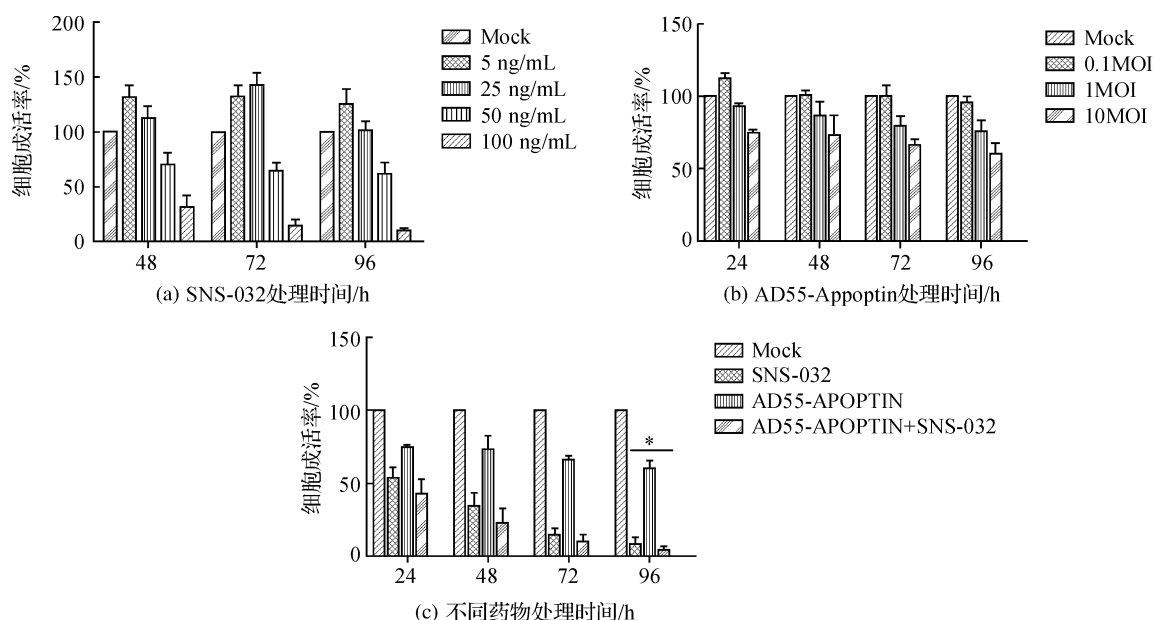 细胞成活率/%
200
150
100
50
0
48
72
96
(a) SNS-032处理时间/h
Mock
5 ng/mL
25 ng/mL
50 ng/mL
100 ng/mL
细胞成活率/%
150
100
50
0
24
48
72
96
(b) AD55-Appoptin处理时间/h
Mock
0.1MOI
1MOI
10MOI
细胞成活率/%
150
100
50
0
*
24
48
72
96
(c) 不同药物处理时间/h
Mock
SNS-032
AD55-APOPTIN
AD55-APOPTIN+SNS-032